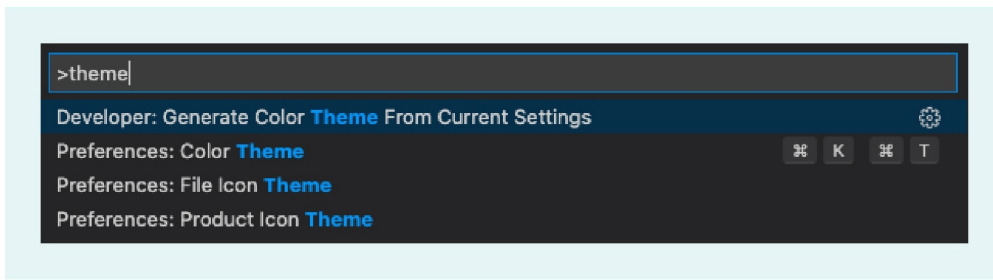 >theme
Developer: Generate Color Theme From Current Settings
Preferences: Color Theme ⌘ K ⌘ T
Preferences: File Icon Theme
Preferences: Product Icon Theme